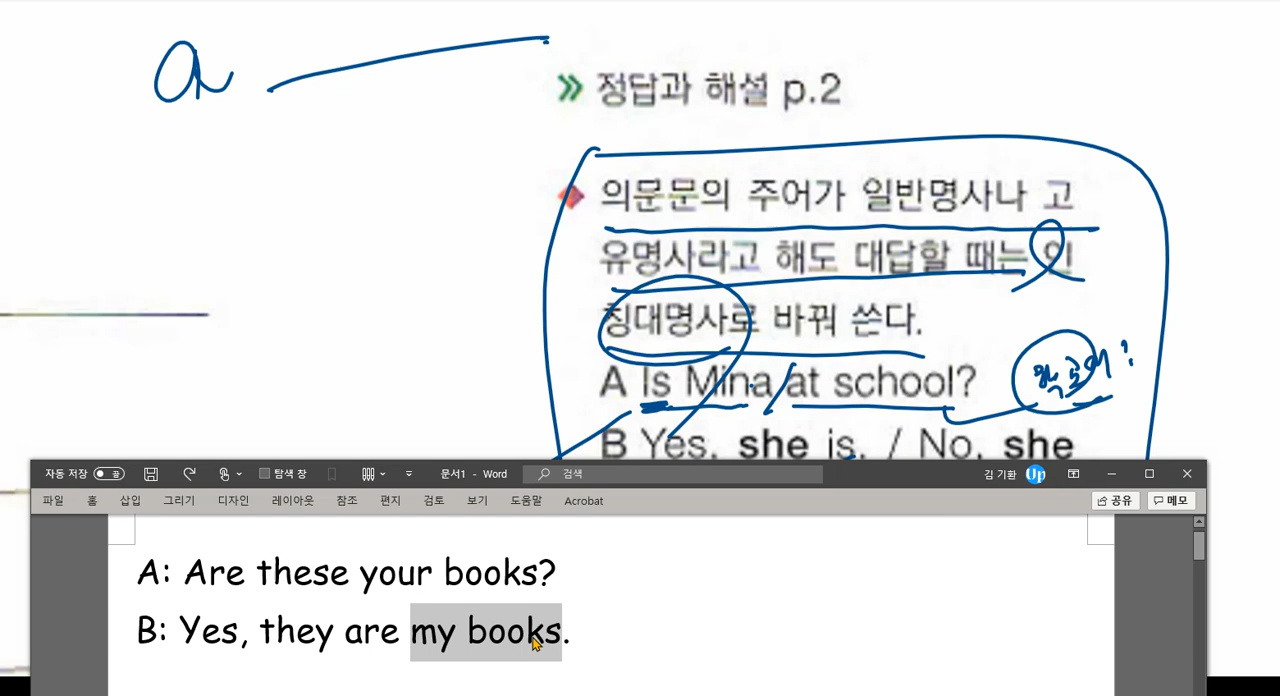 a
정답과 해설 p.2
의문문의 주어가 일반명사나 고
유명사라고 해도 대답할 때는 인
칭대명사로 바꿔 쓴다.
A Is Mina at school?
B Yes, she is. / No, she
자동 저장 끔 탐색 창 문서1 - Word 검색 김 기환 Up
파일 홈 삽입 그리기 디자인 레이아웃 참조 편지 검토 보기 도움말 Acrobat 공유 메모
A: Are these your books?
B: Yes, they are my books.